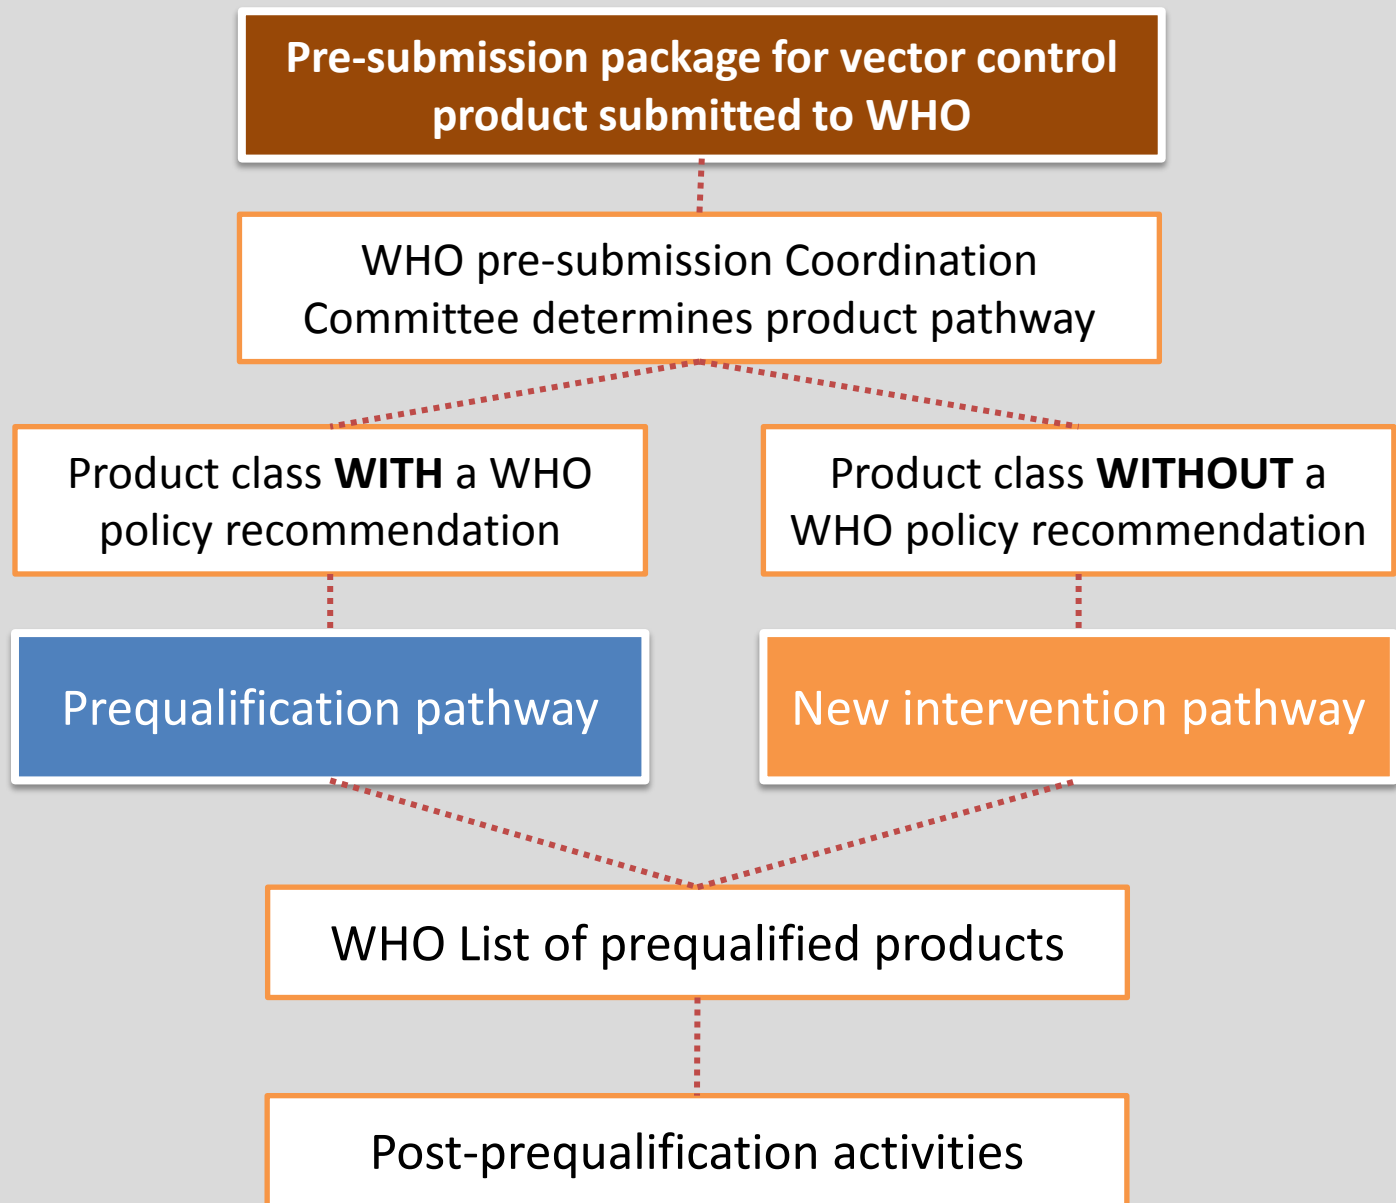 Pre-submission package for vector control
product submitted to WHO
WHO pre-submission Coordination
Committee determines product pathway
Product class WITH a WHO
policy recommendation
Product class WITHOUT a
WHO policy recommendation
Prequalification pathway
New intervention pathway
WHO List of prequalified products
Post-prequalification activities